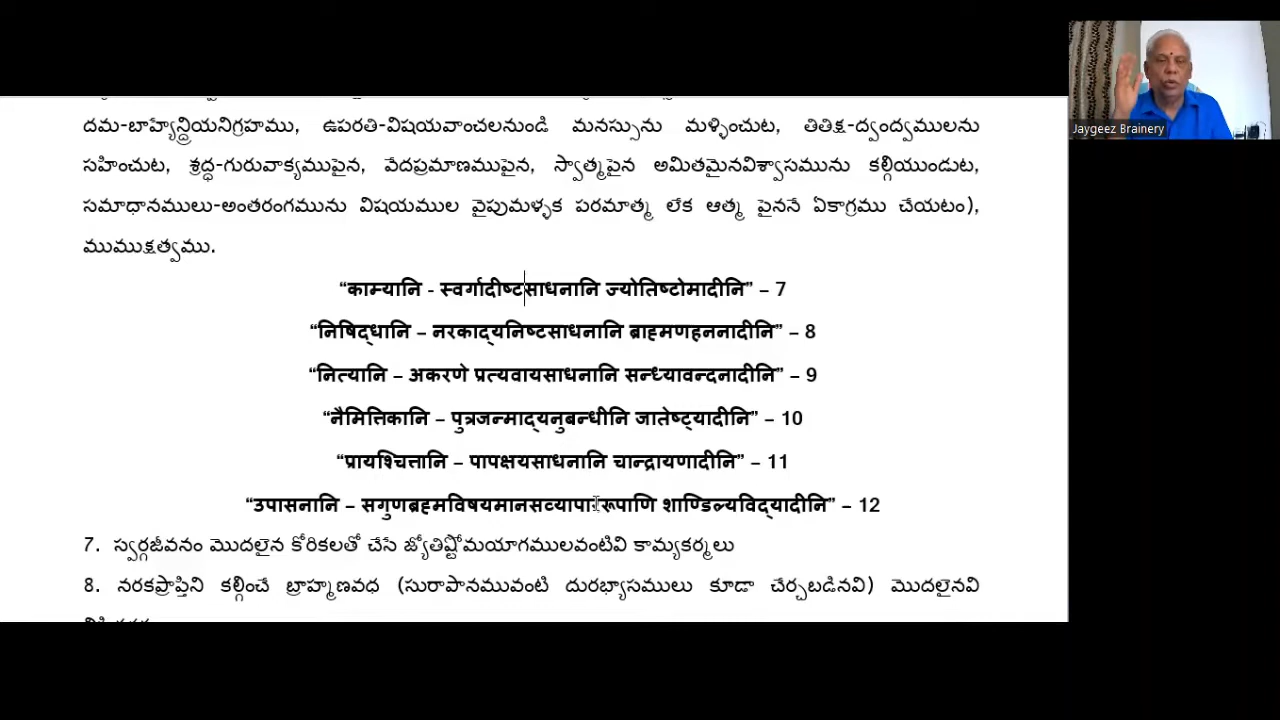 దమ-బాహ్యేన్ద్రియనిగ్రహము, ఉపరతి-విషయవాంచలనుండి మనస్సును మళ్ళించుట, తితిక్ష-ద్వంద్వములను
సహించుట, శ్రద్ధ-గురువాక్యముపైన, వేదప్రమాణముపైన, స్వాత్మపైన అమితమైనవిశ్వాసమును కల్గియుండుట,
సమాధానములు-అంతరంగమును విషయముల వైపుమళ్ళక పరమాత్మ లేక ఆత్మ పైననే ఏకాగ్రము చేయటం),
ముముక్షత్వము.
“काम्यानि - स्वर्गादीष्टसाधनानि ज्योतिष्टोमादीनि” – 7
“निषिद्धानि – नरकाद्यनिष्टसाधनानि ब्राह्मणहननादीनि” – 8
“नित्यानि – अकरणे प्रत्यवायसाधनानि सन्ध्यावन्दनादीनि” – 9
“नैमित्तिकानि – पुत्रजन्माद्यनुबन्धीनि जातेष्ट्यादीनि” – 10
“प्रायश्चित्तानि – पापक्षयसाधनानि चान्द्रायणादीनि” – 11
“उपासनानि – सगुणब्रह्मविषयमानसव्यापाररूपाणि शाण्डिल्यविद्यादीनि” – 12
7. స్వర్గజీవనం మొదలైన కోరికలతో చేసే జ్యోతిష్టోమయాగములవంటివి కామ్యకర్మలు
8. నరకప్రాప్తిని కల్గించే బ్రాహ్మణవధ (సురాపానమువంటి దురభ్యాసములు కూడా చేర్చబడినవి) మొదలైనవి
Jaygeez Brainery